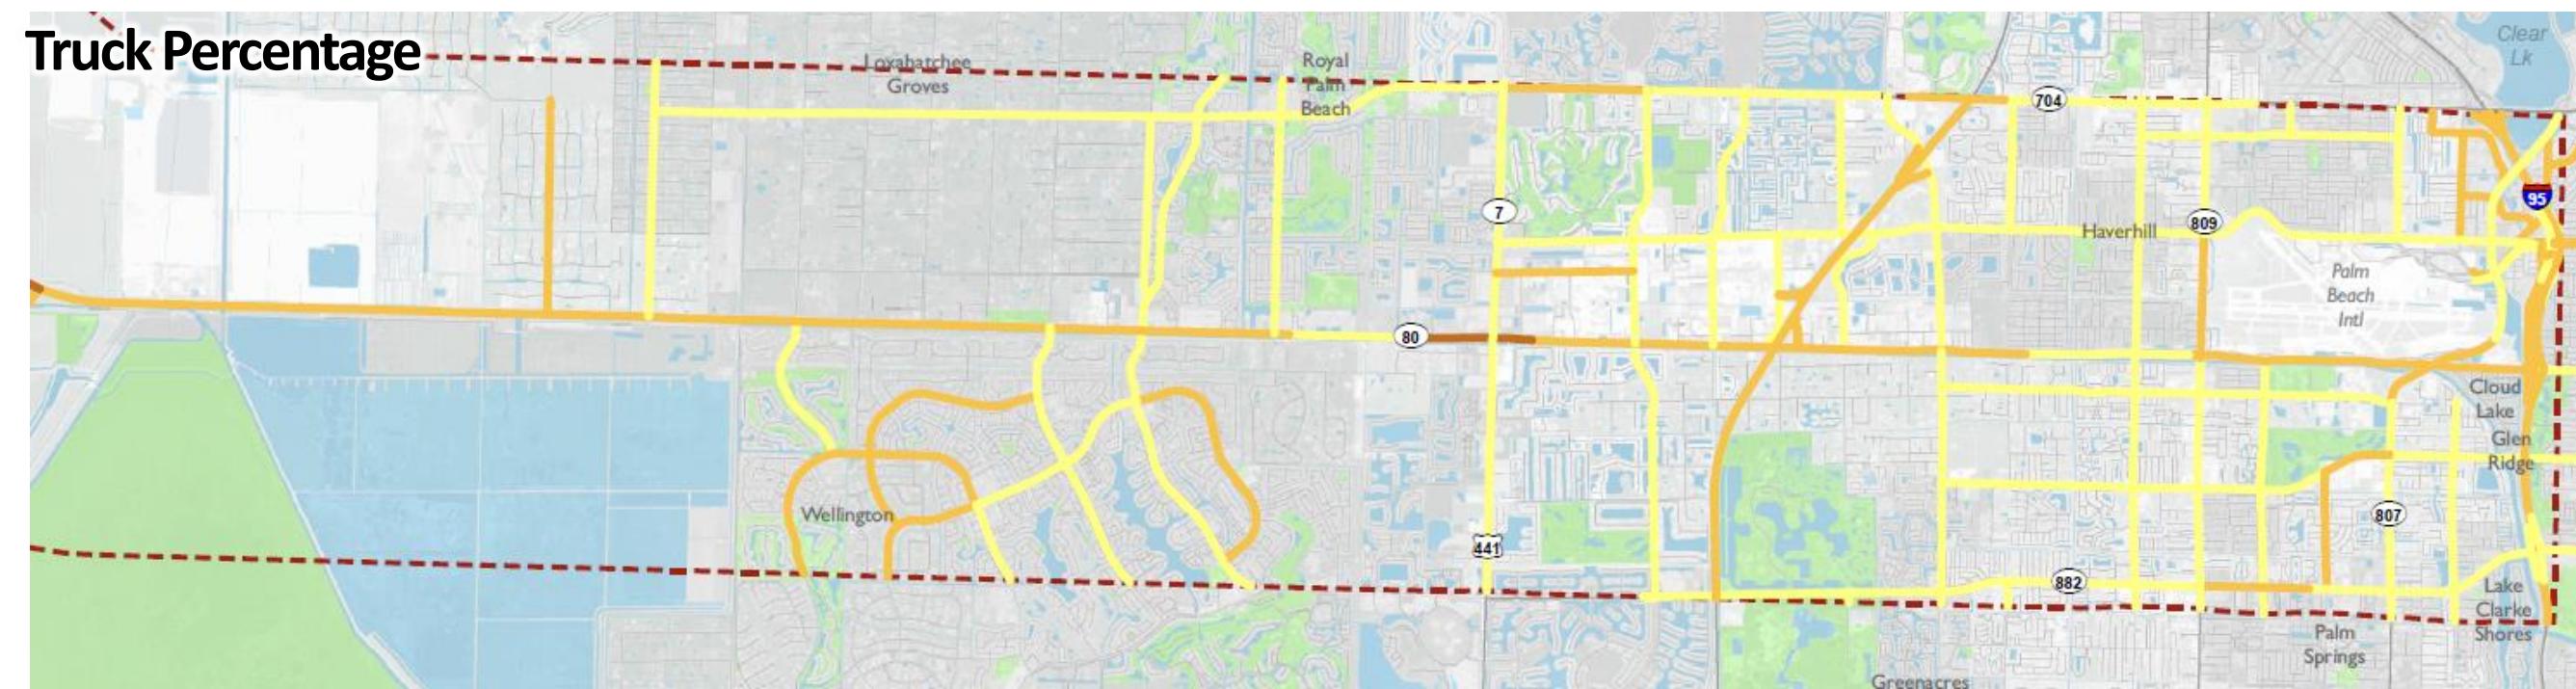 Truck Percentage
Loxahatchee
Groves
Royal
Palm
Beach
Clear
Lk
704
95
7
809
Haverhill
Palm
Beach
Intl
80
Cloud
Lake
Glen
Ridge
Wellington
807
441
882
Lake
Clarke
Shores
Palm
Springs
Greenacres